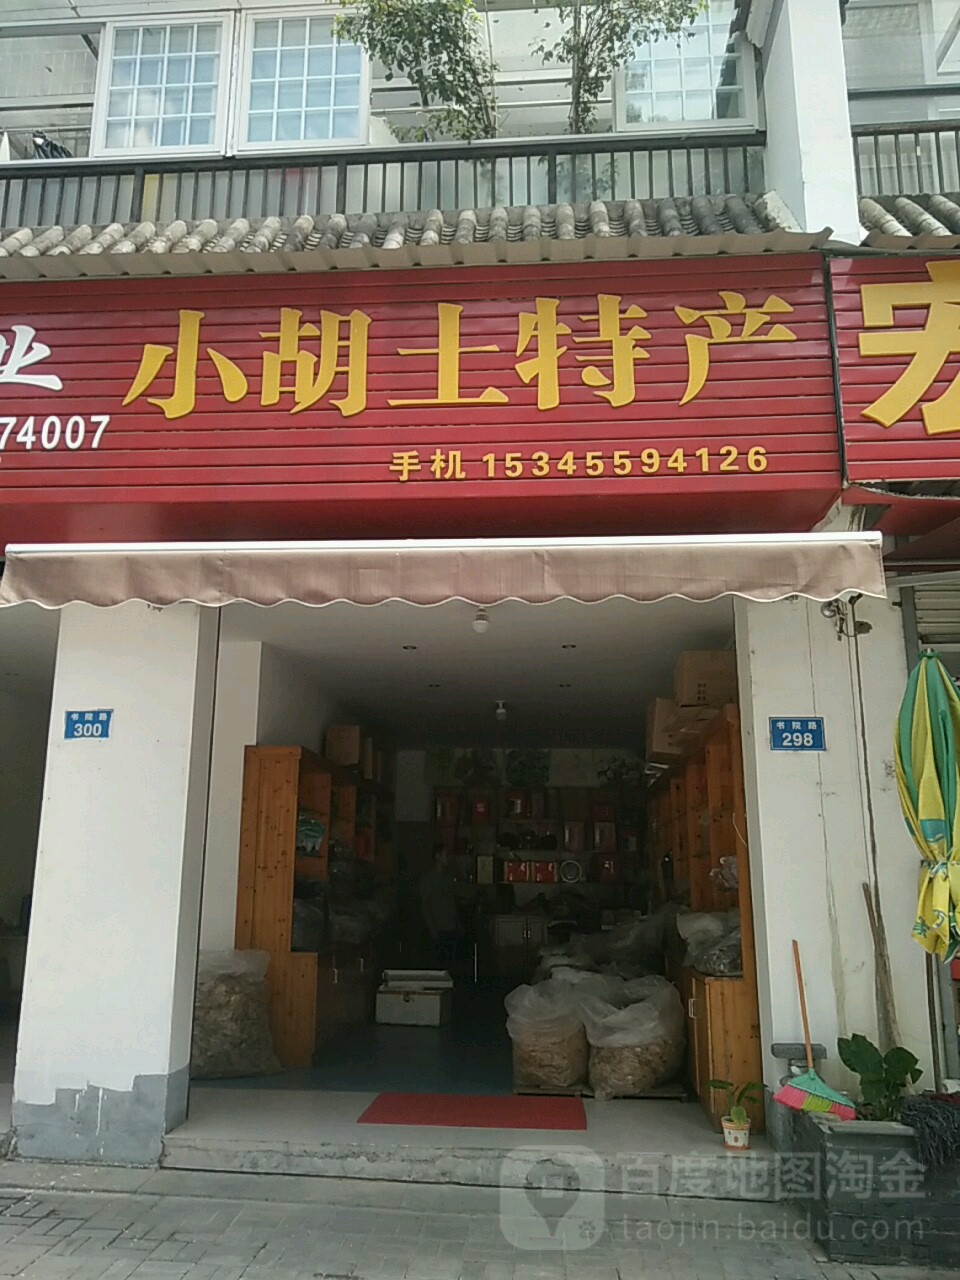 业
小胡土特产
宏
74007
手机 15345594126
书院路
300
书院路
298
百度地图淘金
taojin.baidu.com